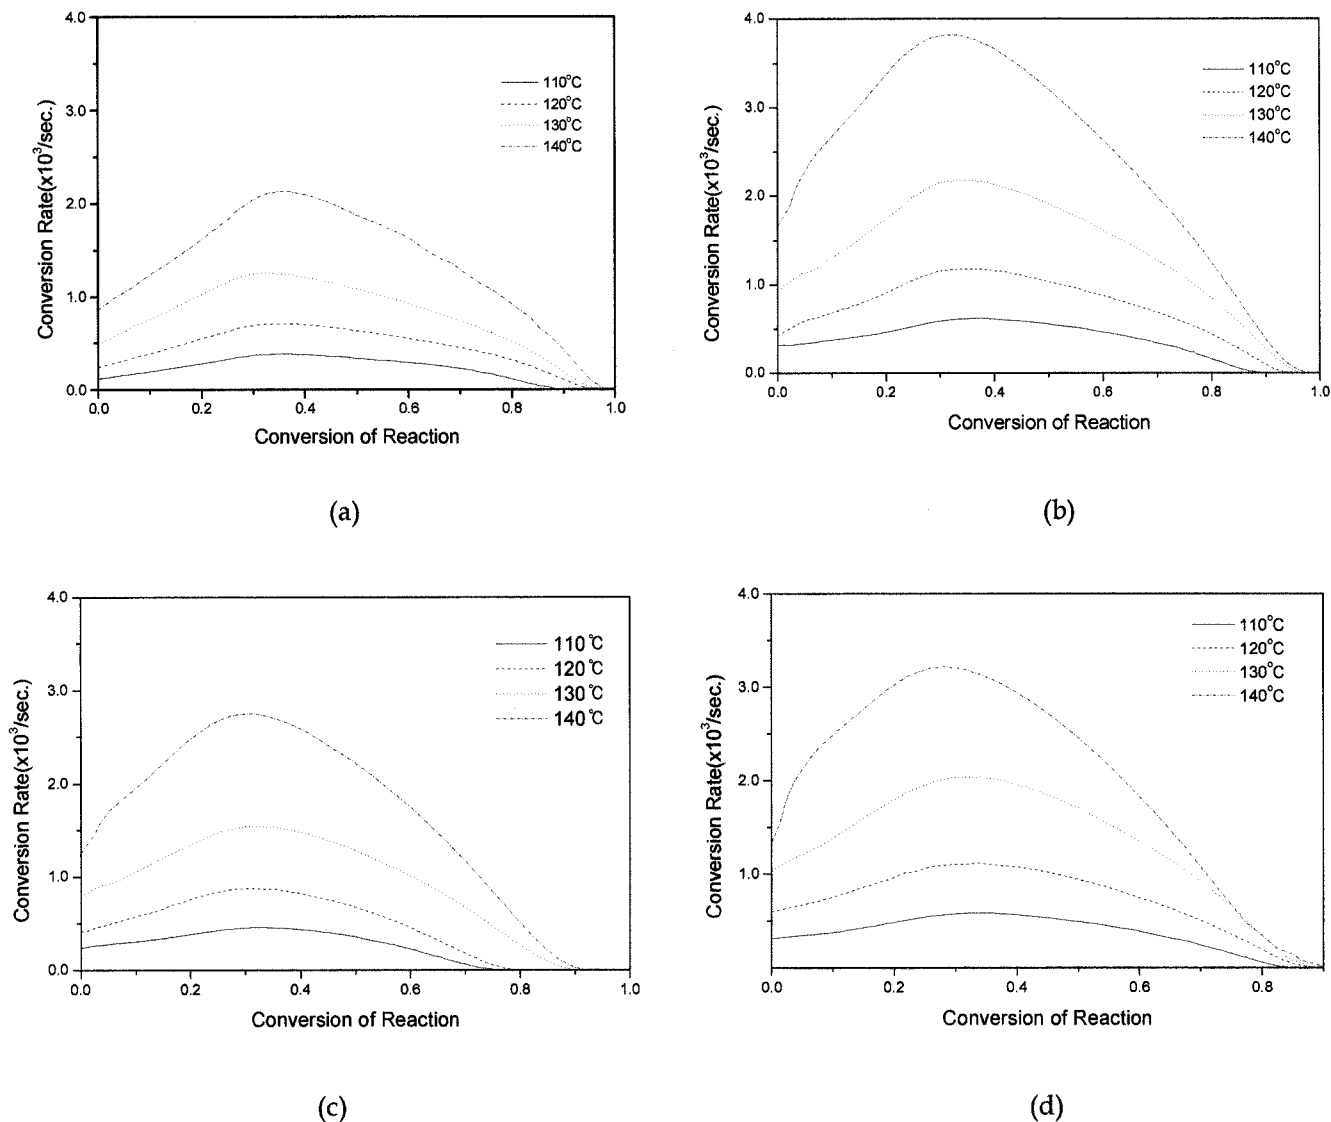 4.0
3.0
2.0
1.0
0.0
Conversion Rate(x10³/sec.)
110°C
120°C
130°C
140°C
0.0 0.2 0.4 0.6 0.8 1.0
Conversion of Reaction
(a)
4.0
3.0
2.0
1.0
0.0
Conversion Rate(x10³/sec.)
110°C
120°C
130°C
140°C
0.0 0.2 0.4 0.6 0.8 1.0
Conversion of Reaction
(b)
4.0
3.0
2.0
1.0
0.0
Conversion Rate(x10³/sec.)
110℃
120℃
130℃
140℃
0.0 0.2 0.4 0.6 0.8 1.0
Conversion of Reaction
(c)
4.0
3.0
2.0
1.0
Conversion Rate(x10³/sec.)
110°C
120°C
130°C
140°C
0.0 0.2 0.4 0.6 0.8
Conversion of Reaction
(d)